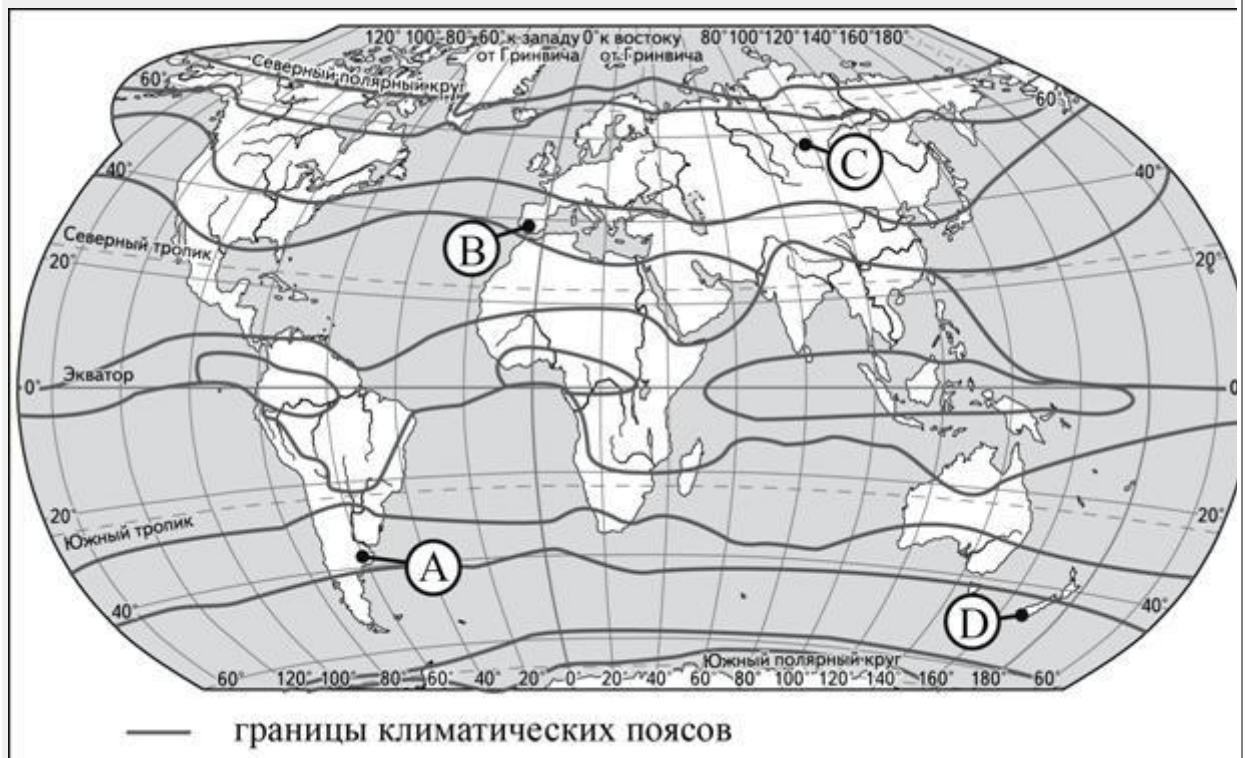 120° 100° 80° 60° к западу 0° к востоку 80° 100° 120° 140° 160° 180°
от Гринвича от Гринвича
Северный полярный круг
60° 60°
C
40° 40°
B
Северный тропик
20° 20°
Экватор
0° 0
20° 20°
Южный тропик
A
40° 40°
D
Южный полярный круг
60° 120° 100° 80° 60° 40° 20° 0° 20° 40° 60° 80° 100° 120° 140° 160° 180° 60°
границы климатических поясов